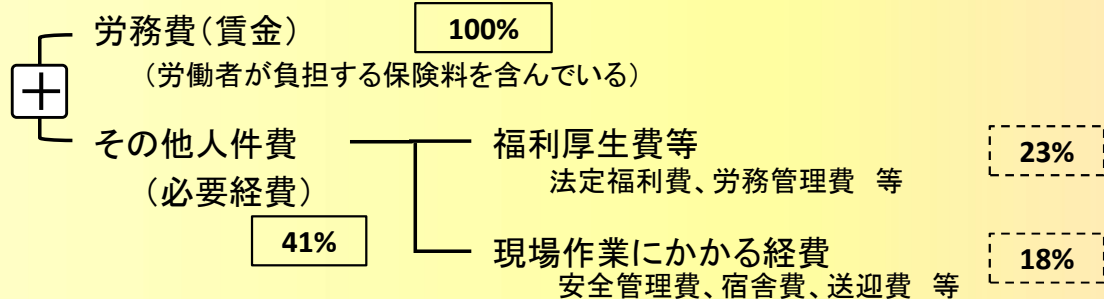 労務費(賃金) 100%
(労働者が負担する保険料を含んでいる)
+
その他人件費 福利厚生費等 23%
(必要経費) 法定福利費、労務管理費 等
41% 現場作業にかかる経費 18%
安全管理費、宿舎費、送迎費 等